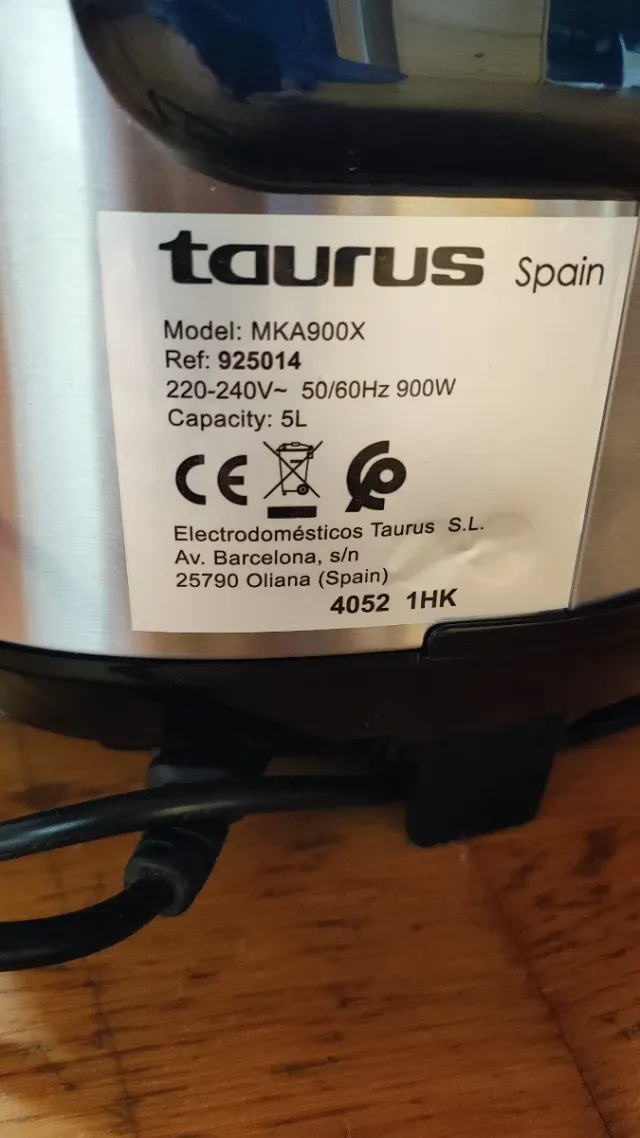 taurus Spain
Model: MKA900X
Ref: 925014
220-240V~ 50/60Hz 900W
Capacity: 5L
CE
Electrodomésticos Taurus S.L.
Av. Barcelona, s/n
25790 Oliana (Spain)
4052 1HK